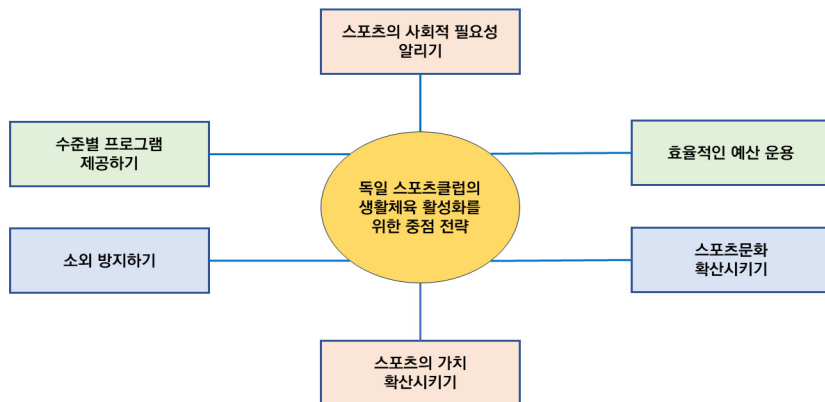 스포츠의 사회적 필요성
알리기
수준별 프로그램
제공하기
효율적인 예산 운용
독일 스포츠클럽의
생활체육 활성화를
위한 중점 전략
소외 방지하기
스포츠문화
확산시키기
스포츠의 가치
확산시키기